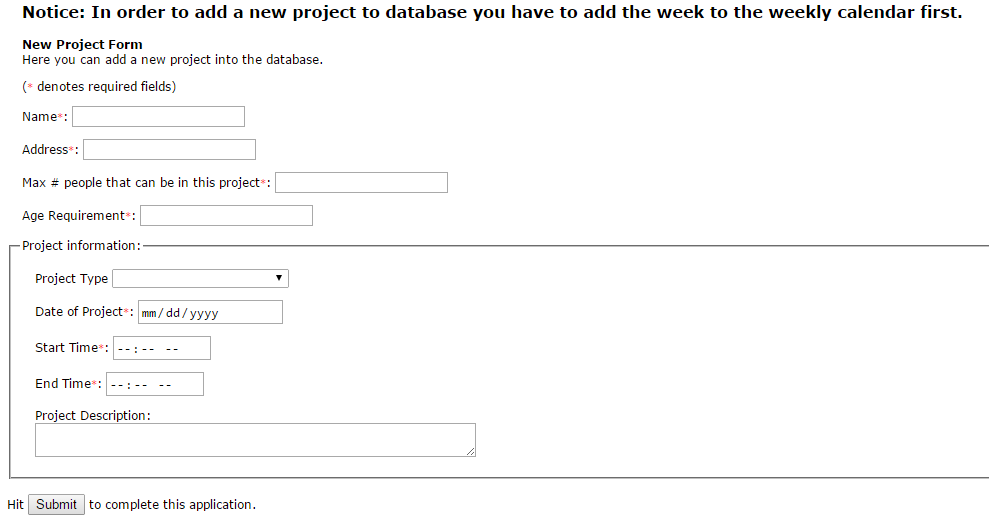 Notice: In order to add a new project to database you have to add the week to the weekly calendar first.
New Project Form
Here you can add a new project into the database.
(* denotes required fields)
Name*:
Address*:
Max # people that can be in this project*:
Age Requirement*:
Project information:
Project Type
Date of Project*: mm/dd/yyyy
Start Time*: --:-- --
End Time*: --:-- --
Project Description:
Hit Submit to complete this application.